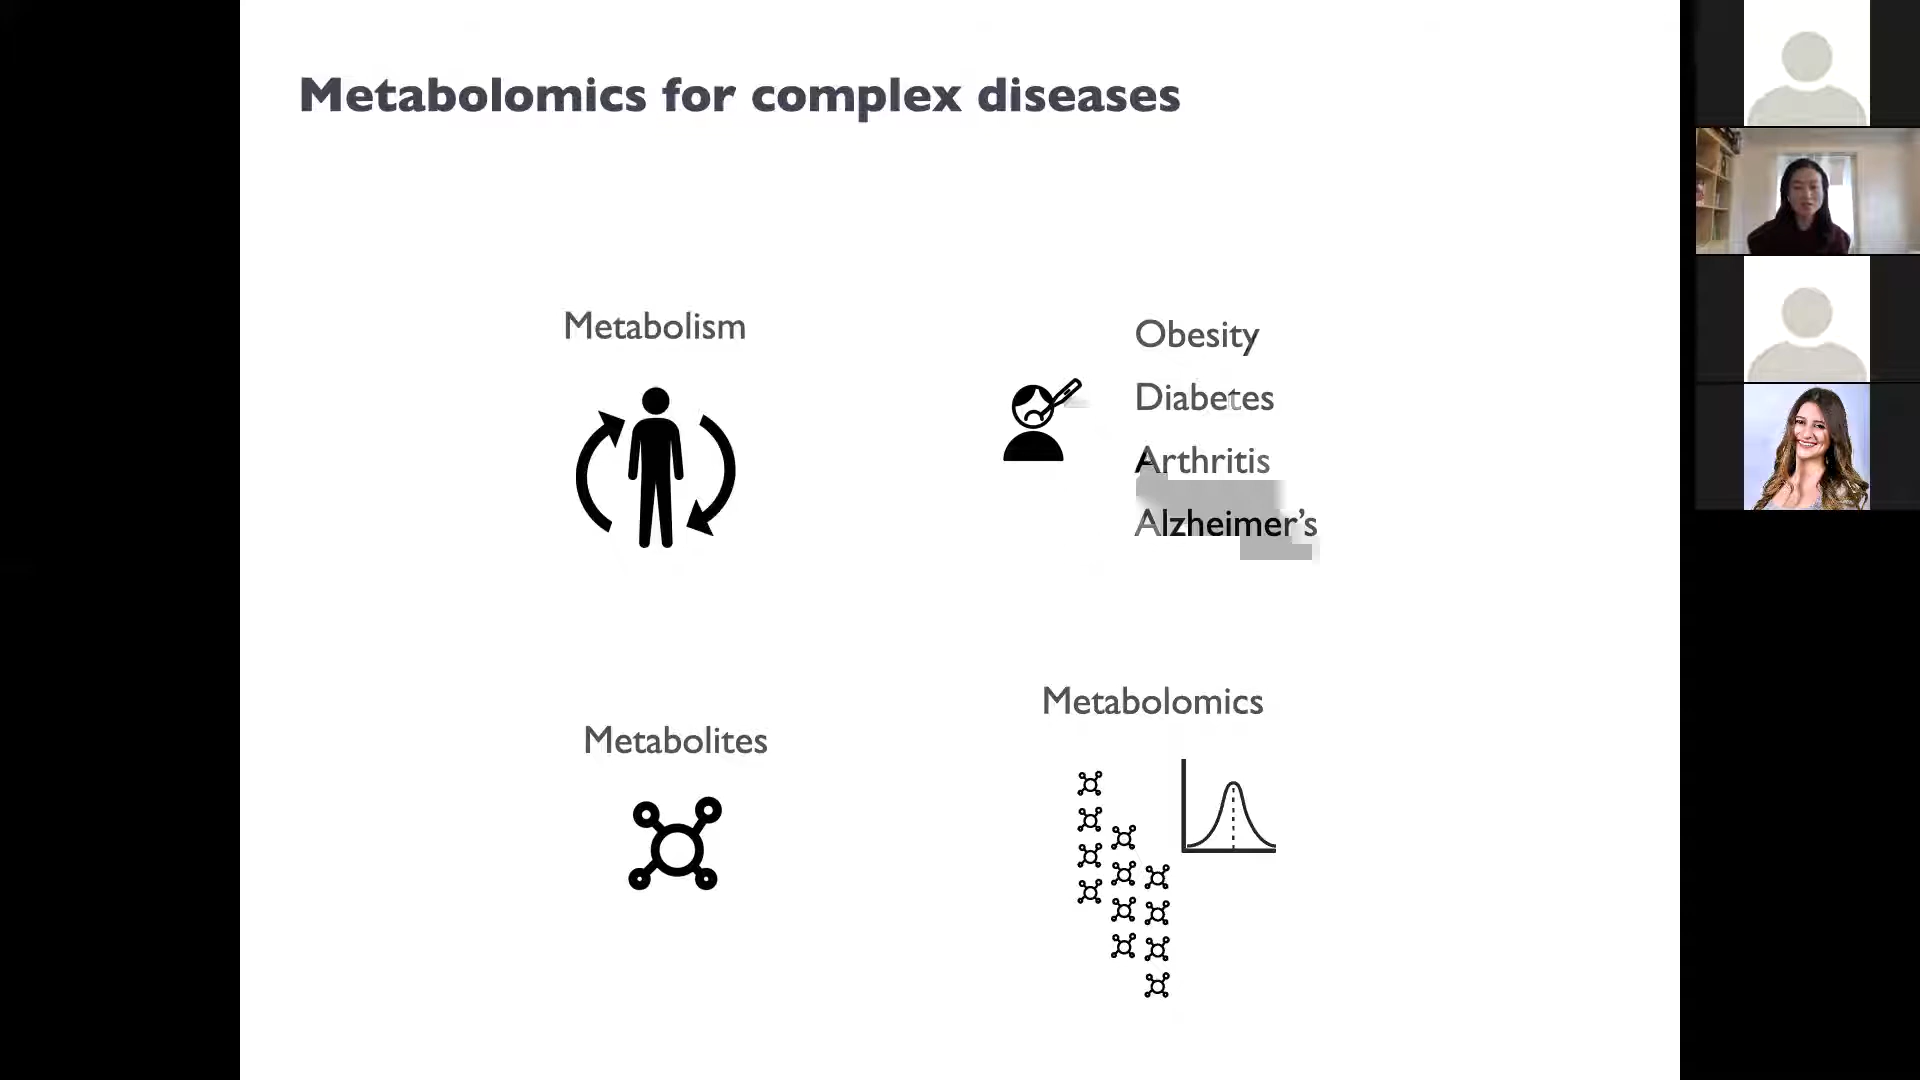 Metabolomics for complex diseases
Metabolism
Obesity
Diabetes
Arthritis
Alzheimer’s
Metabolites
Metabolomics